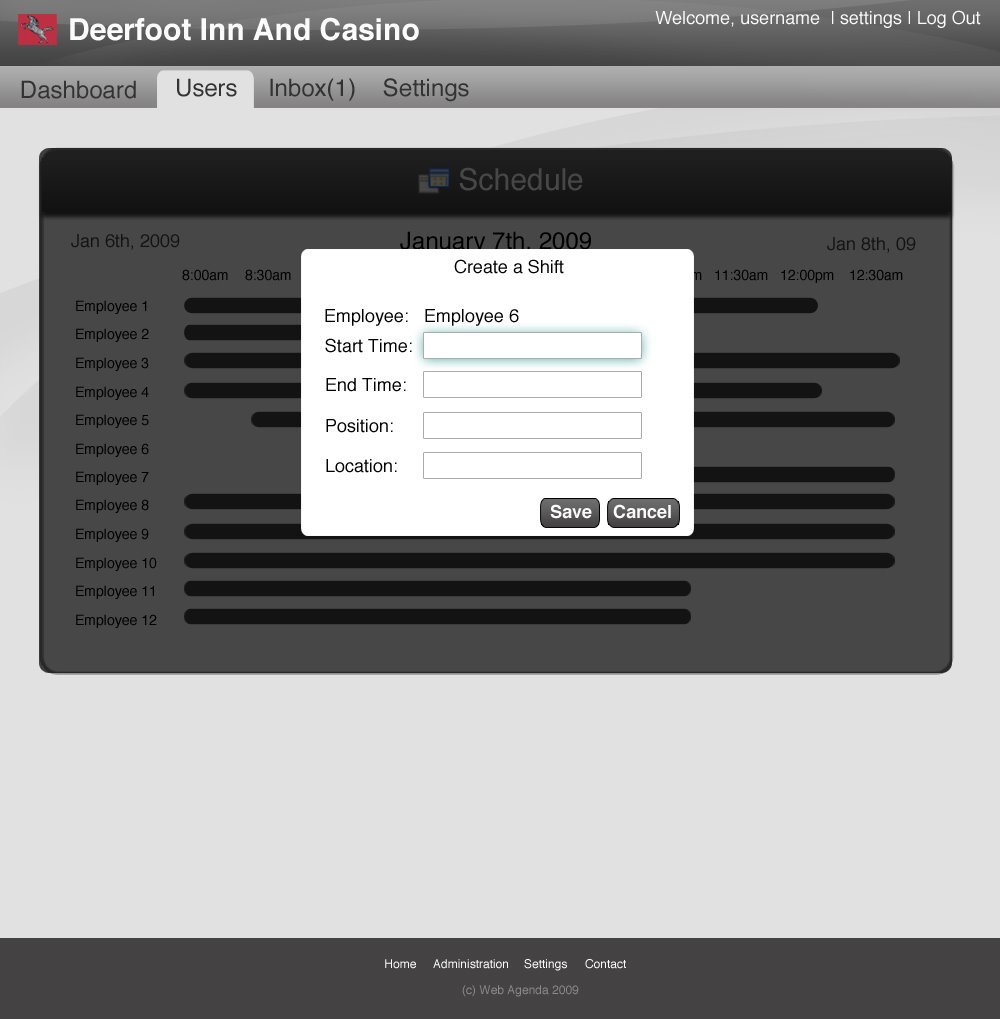 Deerfoot Inn And Casino
Welcome, username | settings | Log Out
Dashboard Users Inbox(1) Settings
Schedule
Jan 6th, 2009 January 7th, 2009 Jan 8th, 09
8:00am 8:30am m 11:30am 12:00pm 12:30am
Create a Shift
Employee: Employee 6
Start Time:
End Time:
Position:
Location:
Save Cancel
Employee 1
Employee 2
Employee 3
Employee 4
Employee 5
Employee 6
Employee 7
Employee 8
Employee 9
Employee 10
Employee 11
Employee 12
Home Administration Settings Contact
(c) Web Agenda 2009